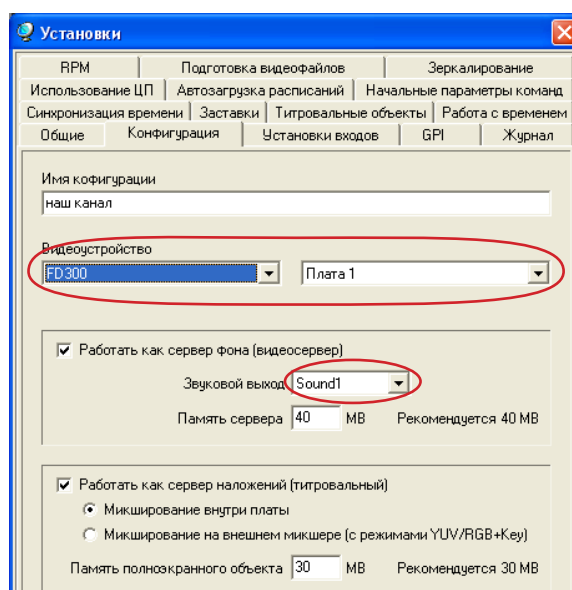 Установки
RPM Подготовка видеофайлов Зеркалирование
Использование ЦП Автозагрузка расписаний Начальные параметры команд
Синхронизация времени Заставки Титровальные объекты Работа с временем
Общие Конфигурация Установки входов GPI Журнал
Имя кофигурации
наш канал
Видеоустройство
FD300 Плата 1
Работать как сервер фона (видеосервер)
Звуковой выход Sound1
Память сервера 40 MB Рекомендуется 40 MB
Работать как сервер наложений (титровальный)
Микширование внутри платы
Микширование на внешнем микшере (с режимами YUV/RGB+Key)
Память полноэкранного объекта 30 MB Рекомендуется 30 MB